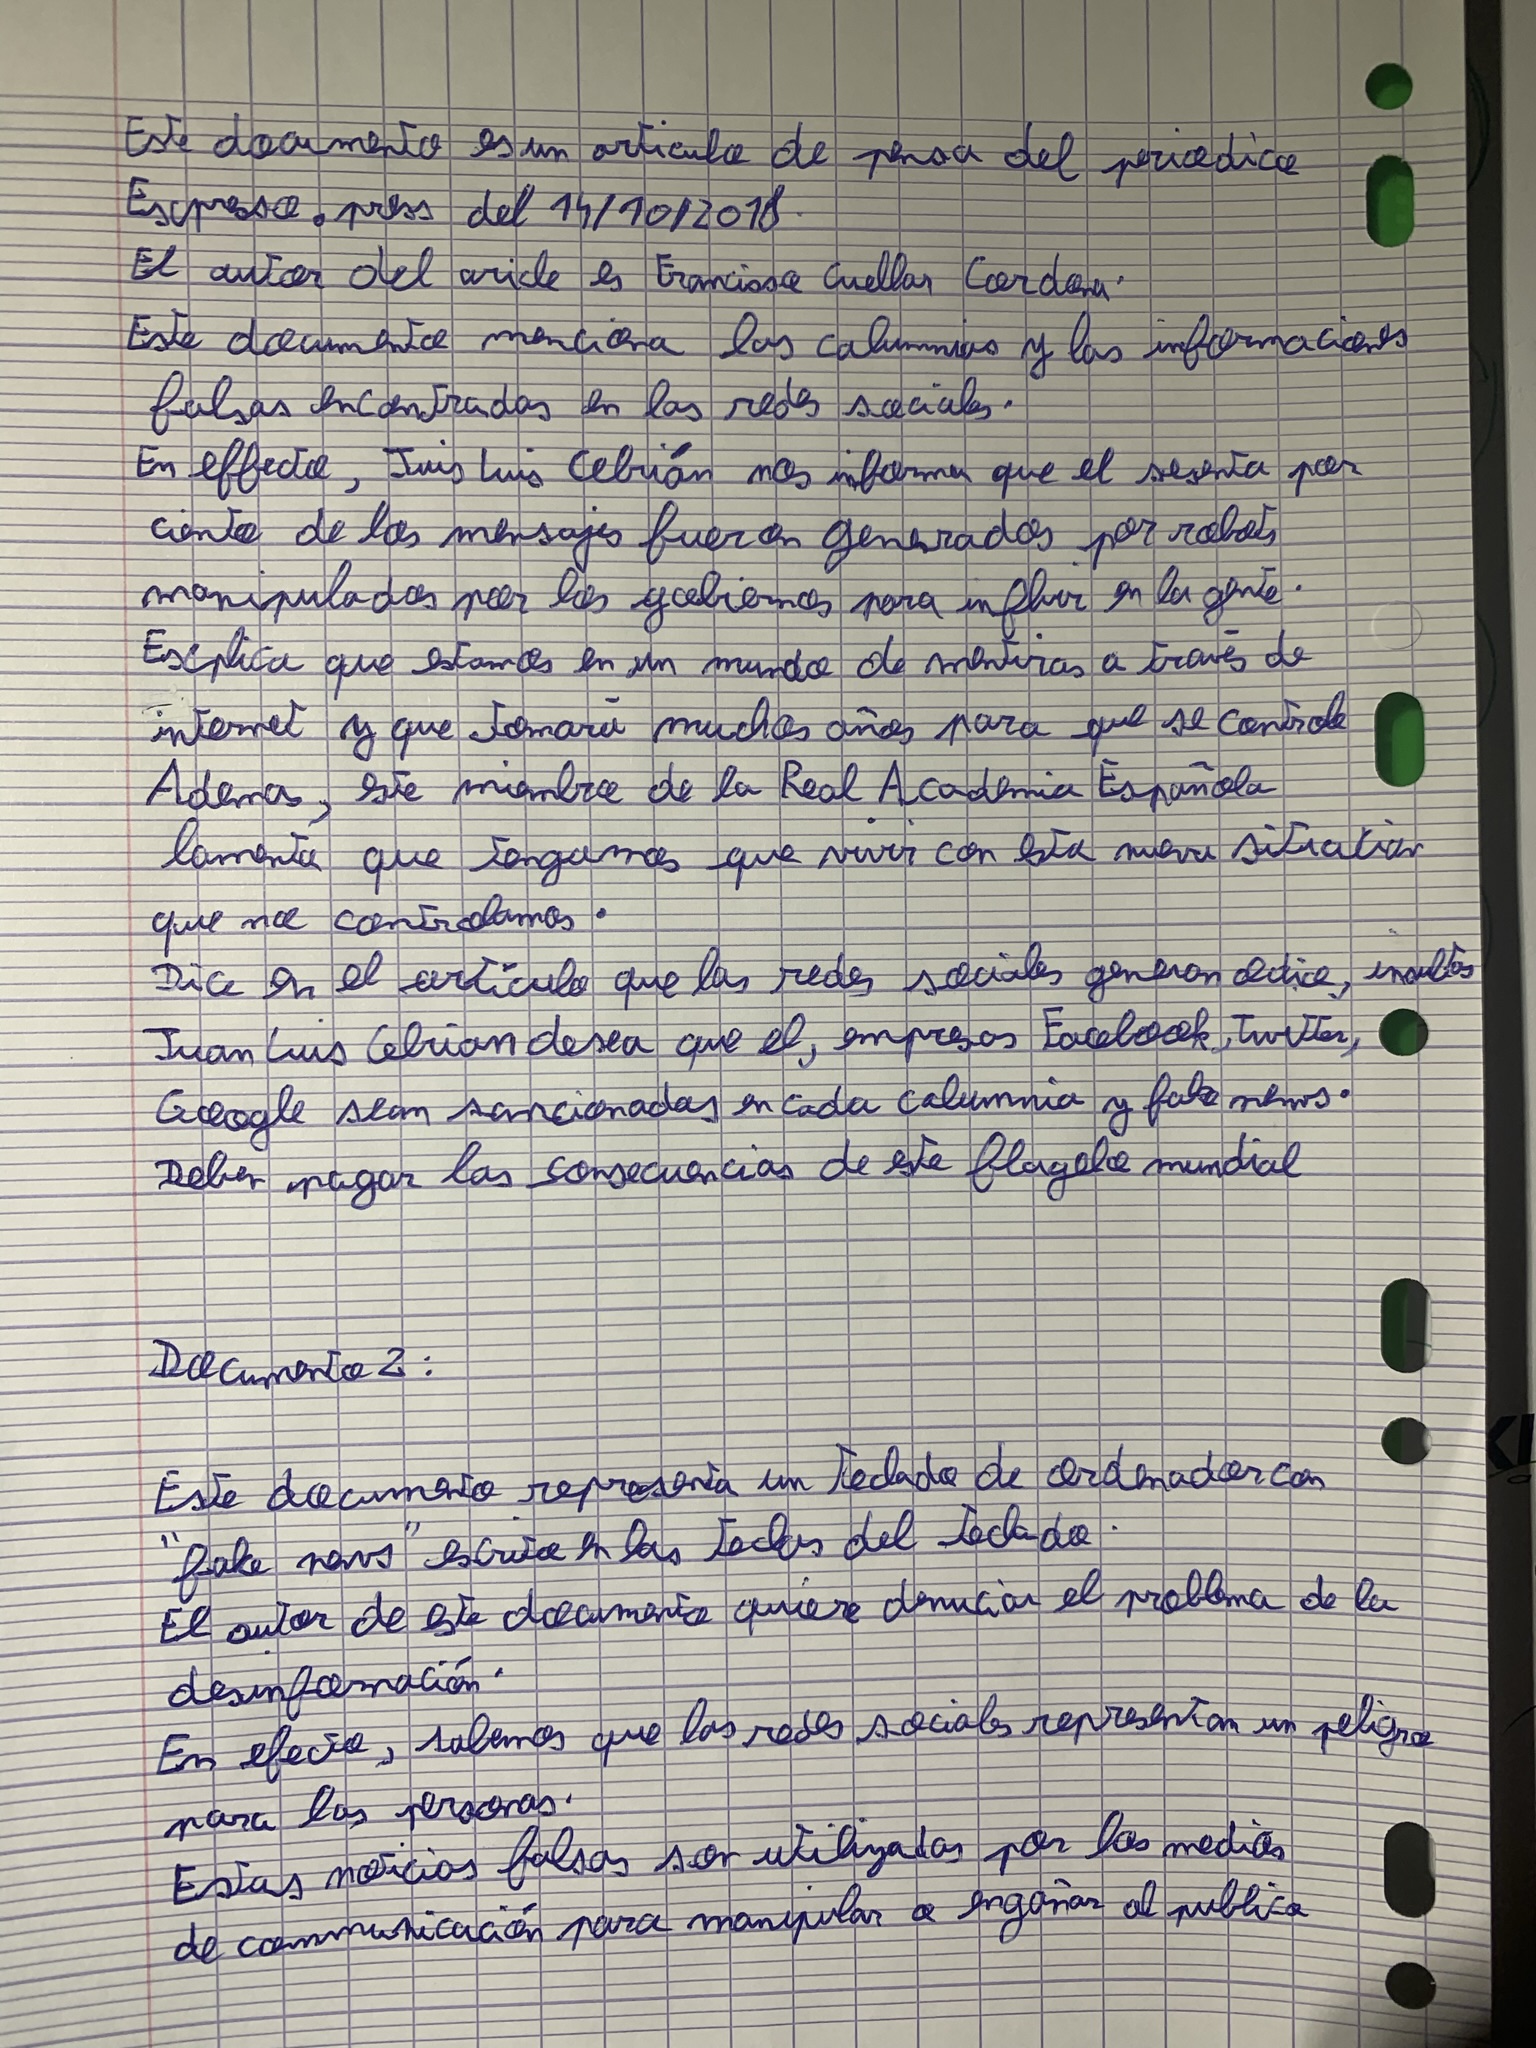 Este documento es un articulo de pensa del periodico
Expresso.press del 14/10/2018.
El autor del aricle es Francisso Cuellar Cardona.
Este documento menciona las calumnias y las informaciones
falsas encontradas en las redes sociales.
En effecto, Juis Luis Cebrián nos informa que el sesenta por
ciento de los mensajes fueron generados por robots
manipulados por los gobiernos para influir en la gente.
Explica que estamos en un mundo de mentiras a través de
internet y que tomará muchos años para que se controle
Ademas, este miembro de la Real Academia Española
lamenta que tengamos que vivir con esta nueva situation
que no controlamos.
Dice en el artículo que las redes sociales generan odio, insultos
Juan Luis Cebrian desea que el, empresas Facebook, Twitter,
Google sean sancionadas en cada calumnia y fake news.
Deben pagar las consecuencias de este flagelo mundial
Documento 2:
Este documento representa un teclado de ordenador con
"fake news" escrito en las teclas del teclado.
El autor de este documento quiere denuciar el problema de la
desinformación.
En efecto, sabemos que las redes sociales representan un peligro
para las personas.
Estas noticias falsas son utilizadas por los medios
de communicación para manipular o engañar al publico